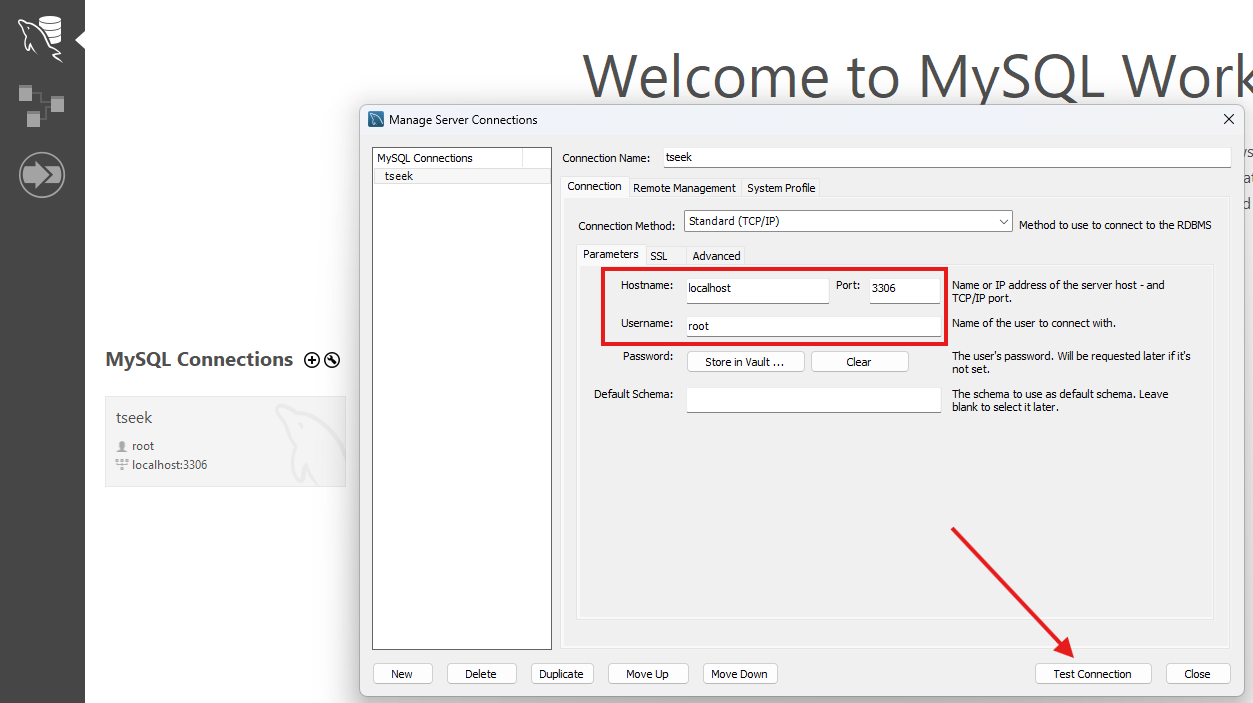 Welcome to MySQL Work
Manage Server Connections
MySQL Connections
tseek
Connection Name: tseek
Connection Remote Management System Profile
Connection Method: Standard (TCP/IP) Method to use to connect to the RDBMS
Parameters SSL Advanced
Hostname: localhost Port: 3306 Name or IP address of the server host - and
TCP/IP port.
Username: root Name of the user to connect with.
Password: Store in Vault ... Clear The user's password. Will be requested later if it's
not set.
Default Schema: The schema to use as default schema. Leave
blank to select it later.
MySQL Connections
tseek
root
localhost:3306
New Delete Duplicate Move Up Move Down Test Connection Close